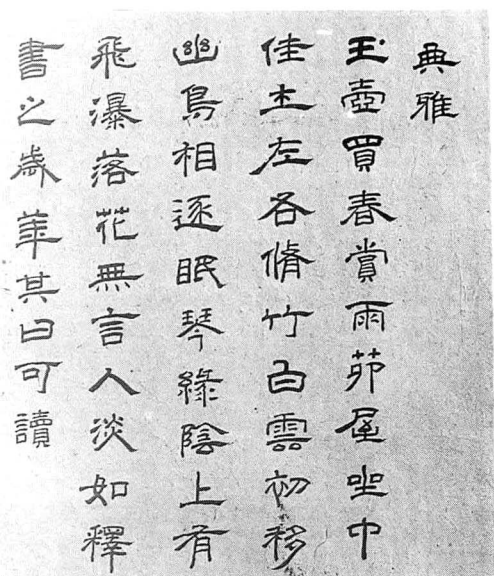 典雅
玉壺買春賞雨茆屋坐中
佳土左各脩竹白雲初移
幽鳥相逐眠琴綠陰上有
飛瀑落花無言人淡如釋
書之歲華其曰可讀